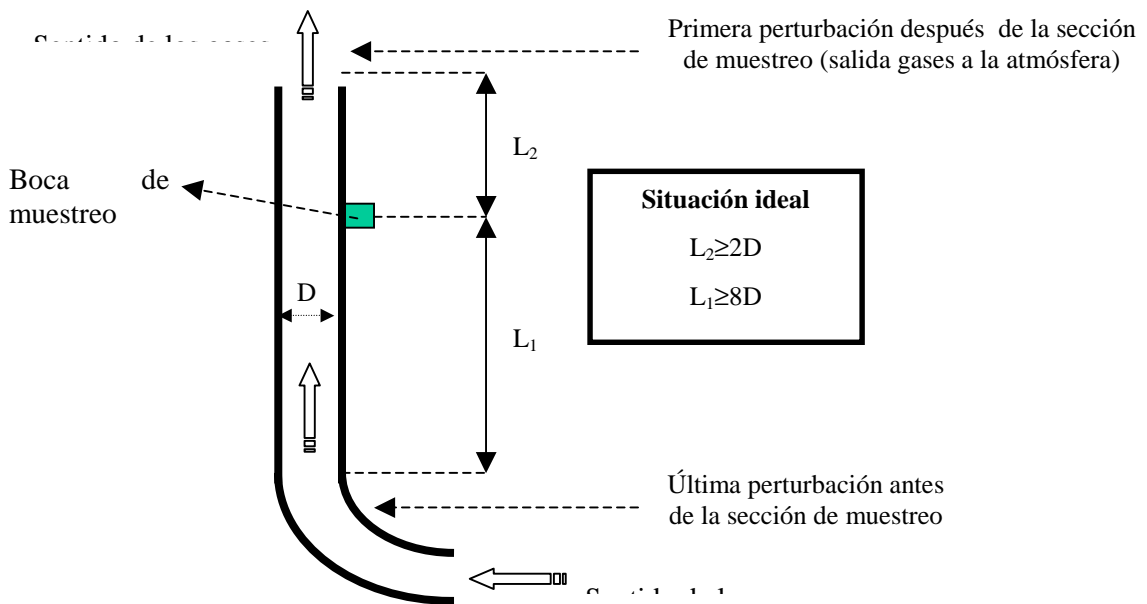 Primera perturbación después de la sección
de muestreo (salida gases a la atmósfera)
L₂
Boca de
muestreo
Situación ideal
L₂≥2D
L₁≥8D
D
L₁
Última perturbación antes
de la sección de muestreo